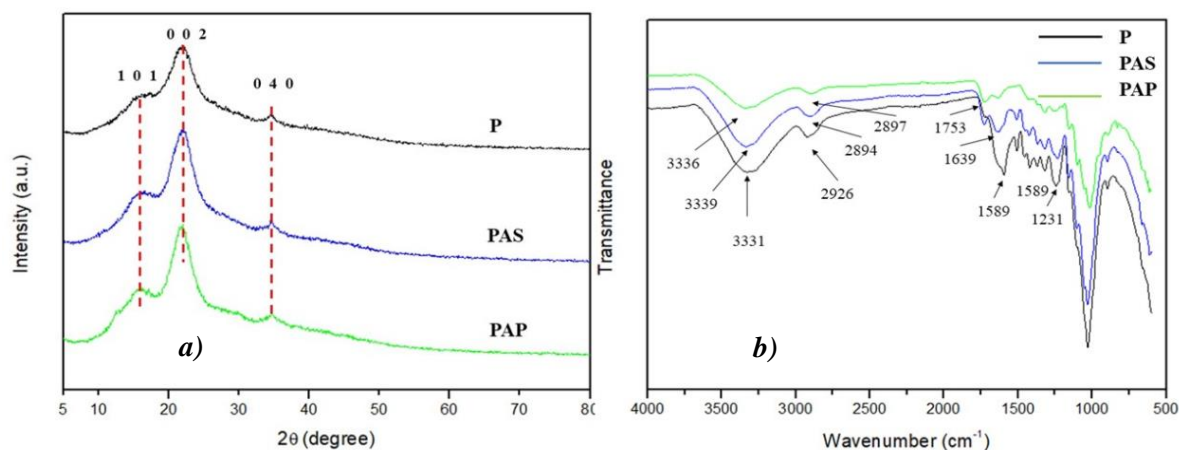 0 0 2
1 0 1
0 4 0
P
PAS
PAP
a)
Intensity (a.u.)
5 10 20 30 40 50 60 70 80
2θ (degree)
P
PAS
PAP
3336
3339
3331
2897
2894
2926
1753
1639
1589
1589
1231
b)
Transmittance
4000 3500 3000 2500 2000 1500 1000 500
Wavenumber (cm⁻¹)